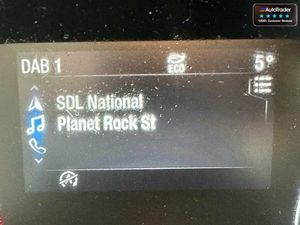 AutoTrader
DAB 1
ECO
5°
SDL National
Planet Rock St